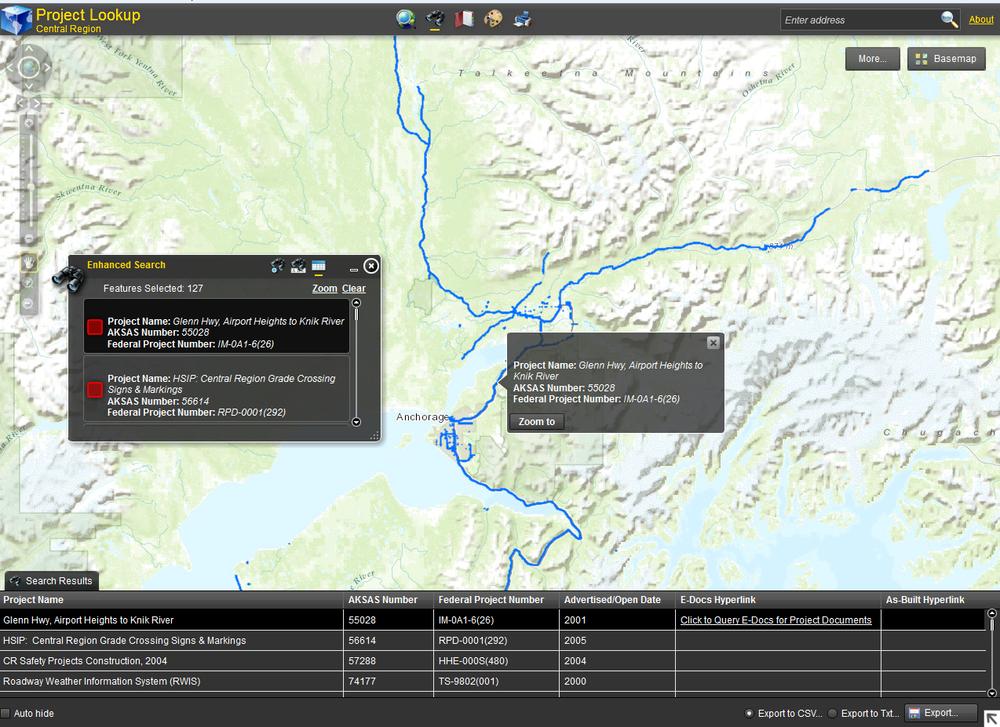 Project Lookup
Central Region
Enter address
About
More...
Basemap
West Fork Yentna River
Talkeetna Mountains
Oshetna River
River
Skwentna River
874 m
Enhanced Search
Features Selected: 127
Zoom Clear
Project Name: Glenn Hwy, Airport Heights to Knik River
AKSAS Number: 55028
Federal Project Number: IM-0A1-6(26)
Project Name: HSIP: Central Region Grade Crossing
Signs & Markings
AKSAS Number: 56614
Federal Project Number: RPD-0001(292)
Project Name: Glenn Hwy, Airport Heights to
Knik River
AKSAS Number: 55028
Federal Project Number: IM-0A1-6(26)
Zoom to
Anchorage
Chugach
River
River
Search Results
Project Name AKSAS Number Federal Project Number Advertised/Open Date E-Docs Hyperlink As-Built Hyperlink
Glenn Hwy, Airport Heights to Knik River 55028 IM-0A1-6(26) 2001 Click to Query E-Docs for Project Documents
HSIP: Central Region Grade Crossing Signs & Markings 56614 RPD-0001(292) 2005
CR Safety Projects Construction, 2004 57288 HHE-000S(480) 2004
Roadway Weather Information System (RWIS) 74177 TS-9802(001) 2000
Auto hide
Export to CSV... Export to Txt... Export...